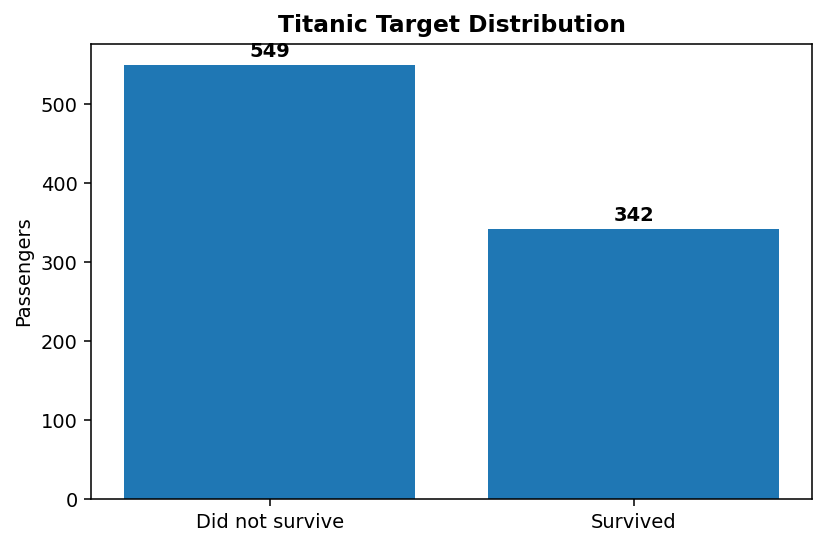 Titanic Target Distribution
549
342
500
400
300
200
100
0
Passengers
Did not survive
Survived